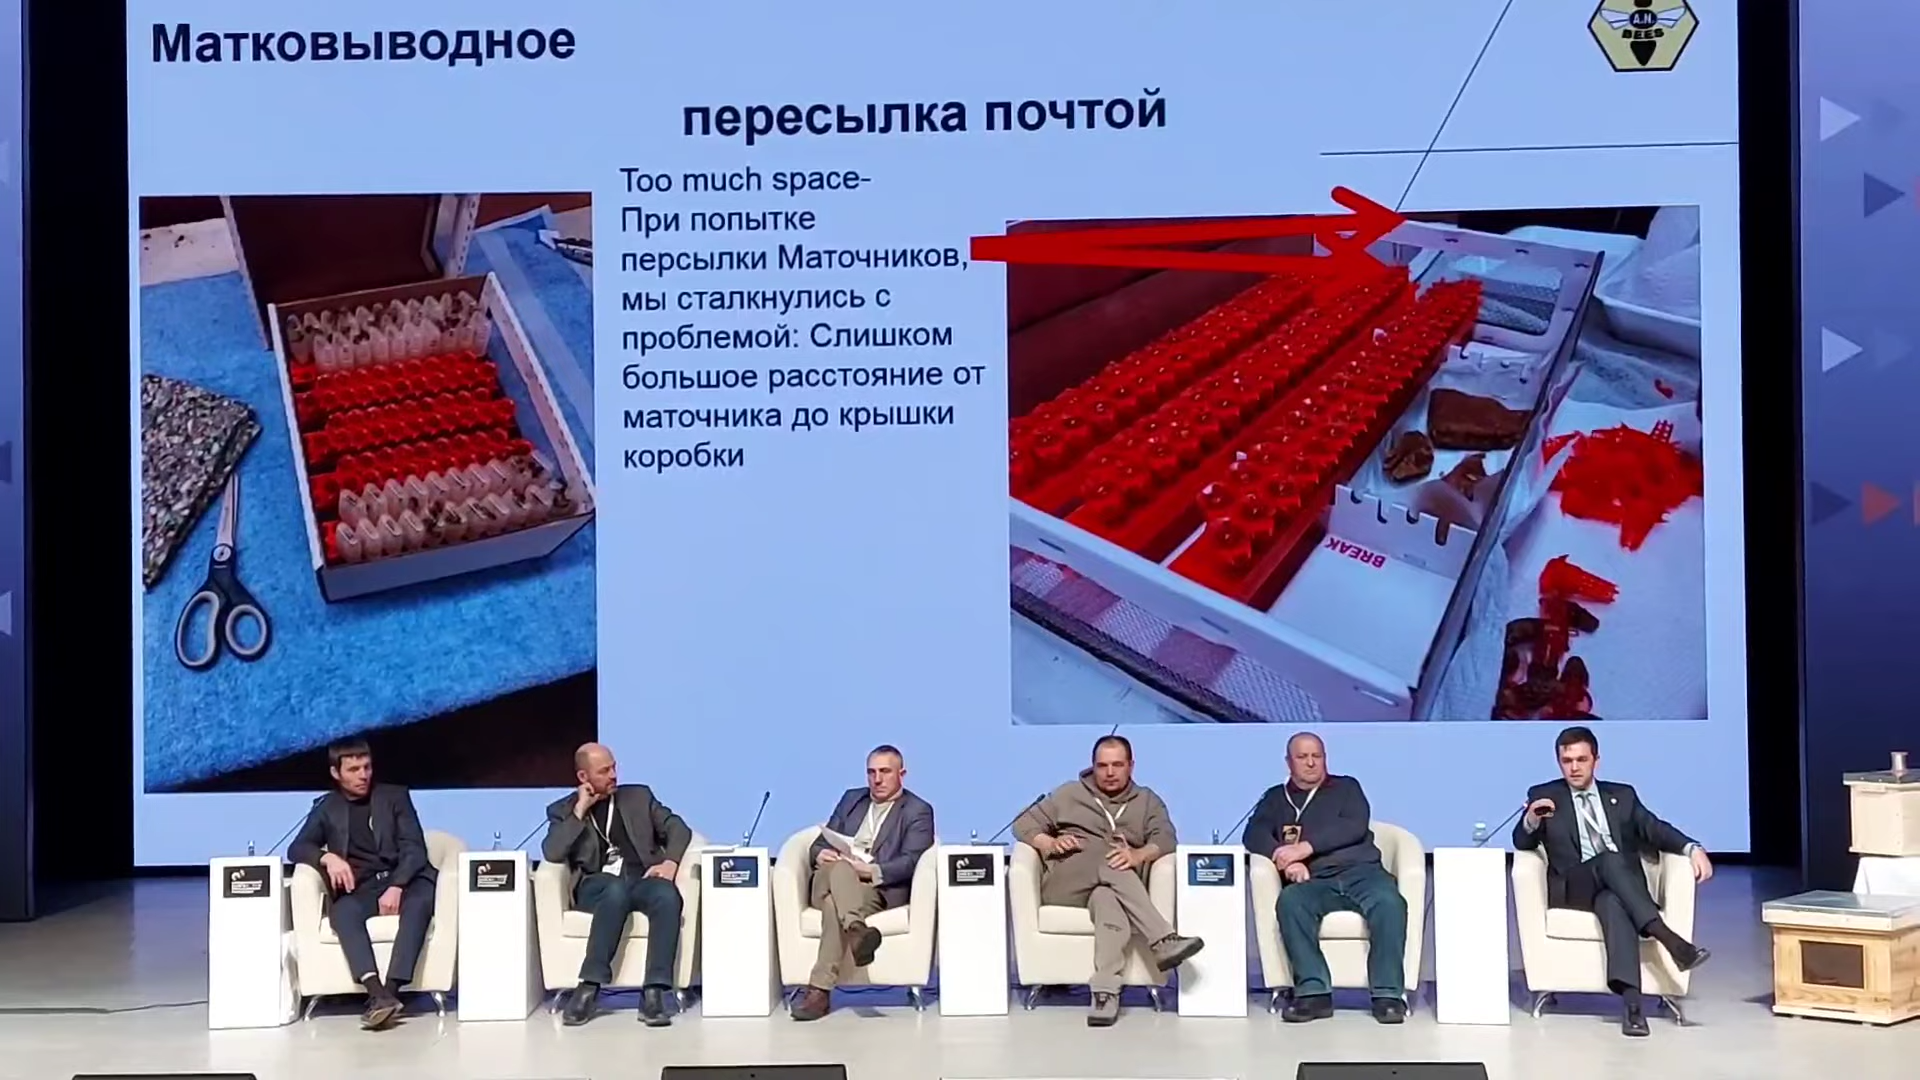 Матковыводное
A.N.
BEES
пересылка почтой
Too much space-
При попытке
персылки Маточников,
мы сталкнулись с
проблемой: Слишком
большое расстояние от
маточника до крышки
коробки
BREAK